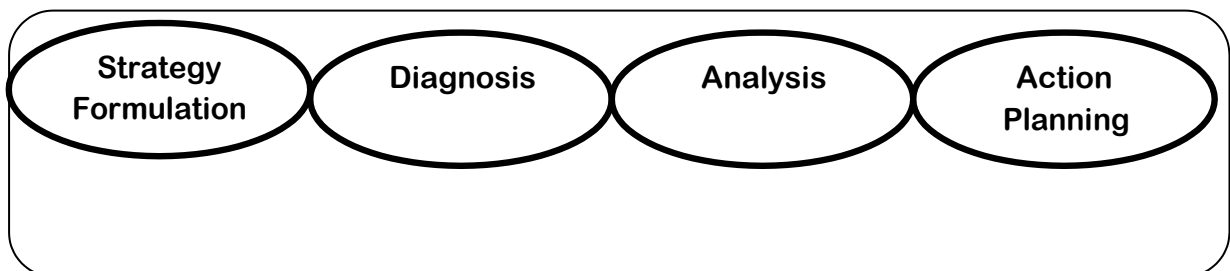 Strategy
Formulation
Diagnosis
Analysis
Action
Planning